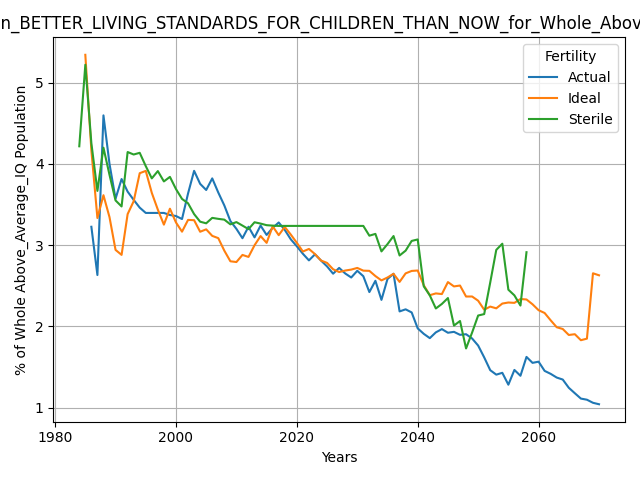 n_BETTER_LIVING_STANDARDS_FOR_CHILDREN_THAN_NOW_for_Whole_Abov
Fertility
Actual
Ideal
Sterile
% of Whole Above_Average_IQ Population
5
4
3
2
1
1980 2000 2020 2040 2060
Years